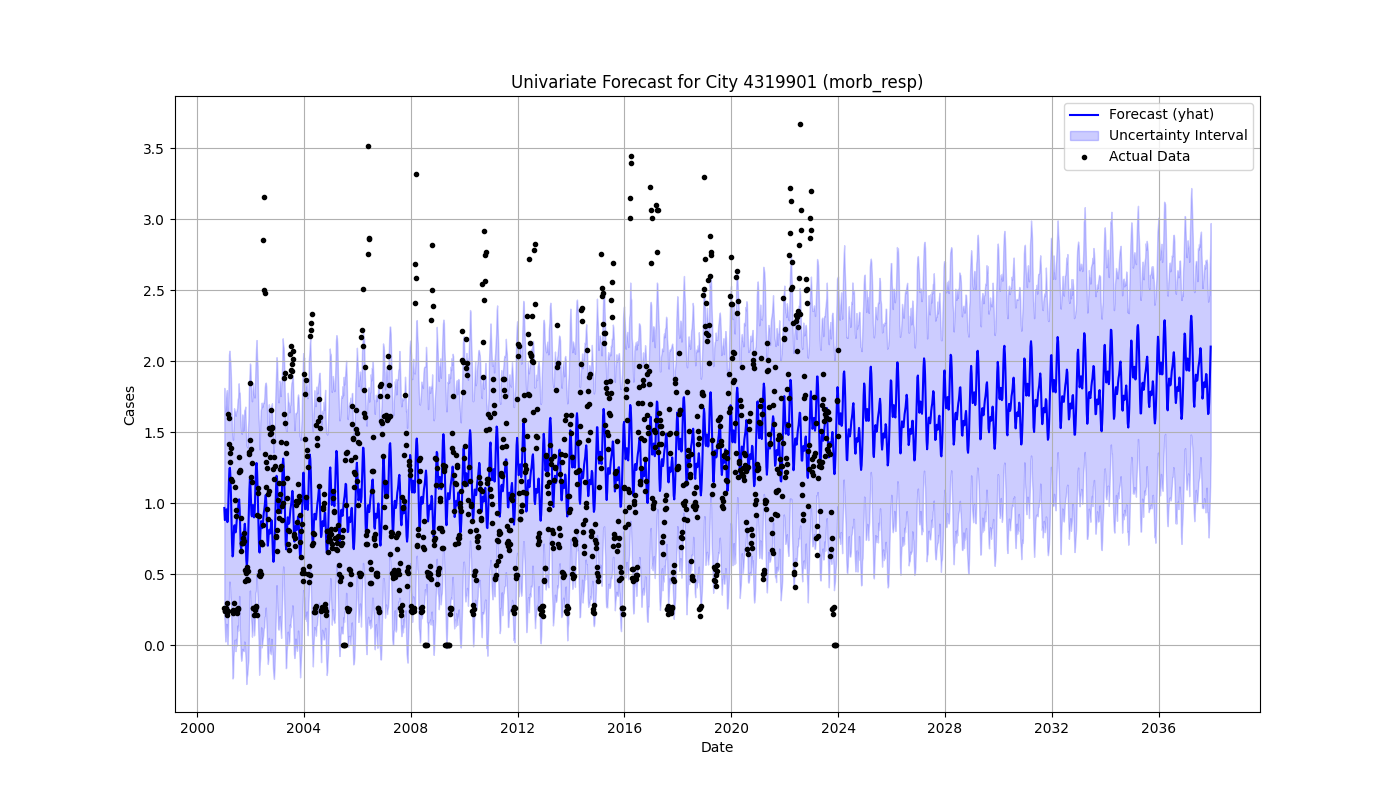 Univariate Forecast for City 4319901 (morb_resp)
Forecast (yhat)
Uncertainty Interval
Actual Data
Cases
3.5
3.0
2.5
2.0
1.5
1.0
0.5
0.0
2000 2004 2008 2012 2016 2020 2024 2028 2032 2036
Date